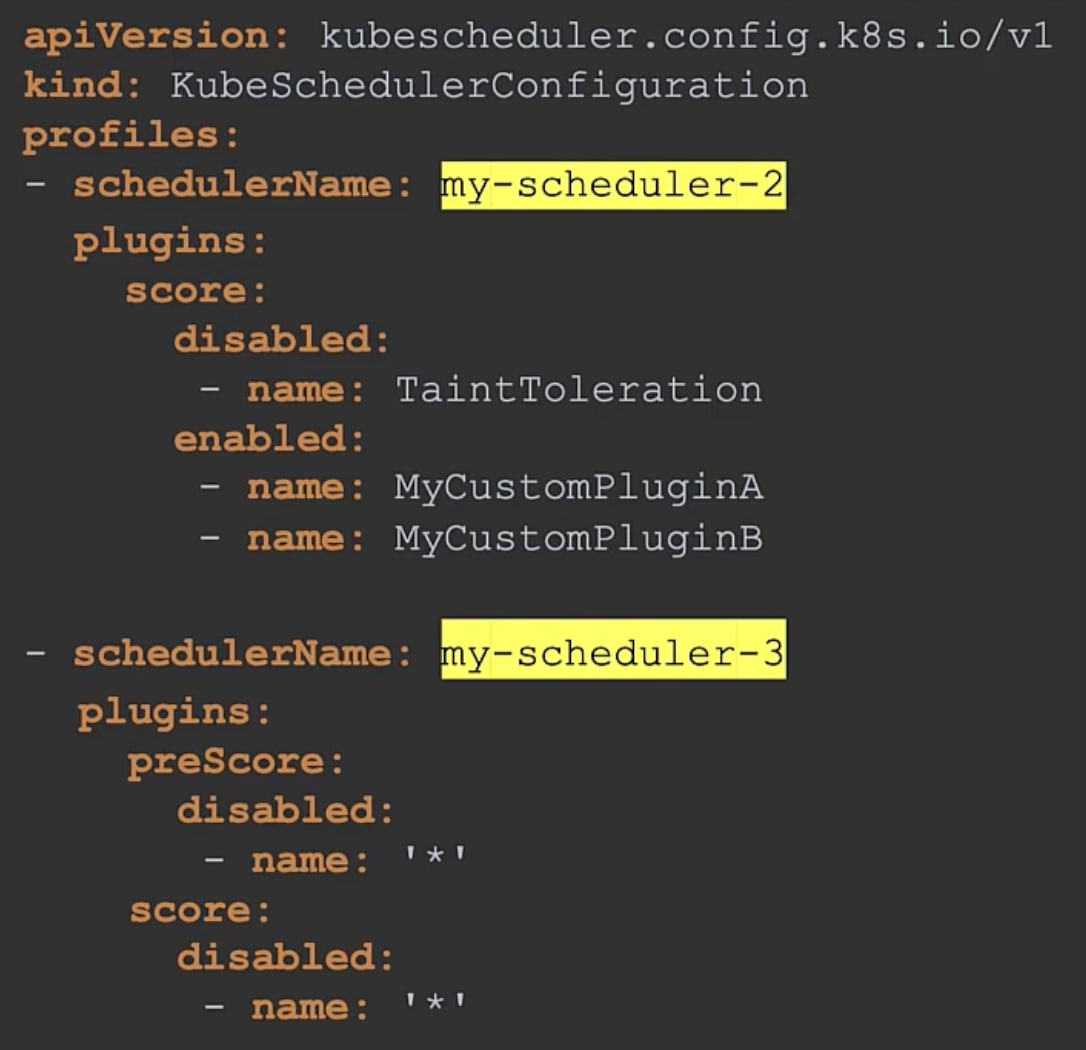 apiVersion: kubescheduler.config.k8s.io/v1
kind: KubeSchedulerConfiguration
profiles:
- schedulerName: my-scheduler-2
  plugins:
    score:
      disabled:
       - name: TaintToleration
      enabled:
       - name: MyCustomPluginA
       - name: MyCustomPluginB

- schedulerName: my-scheduler-3
  plugins:
    preScore:
      disabled:
       - name: '*'
    score:
      disabled:
       - name: '*'